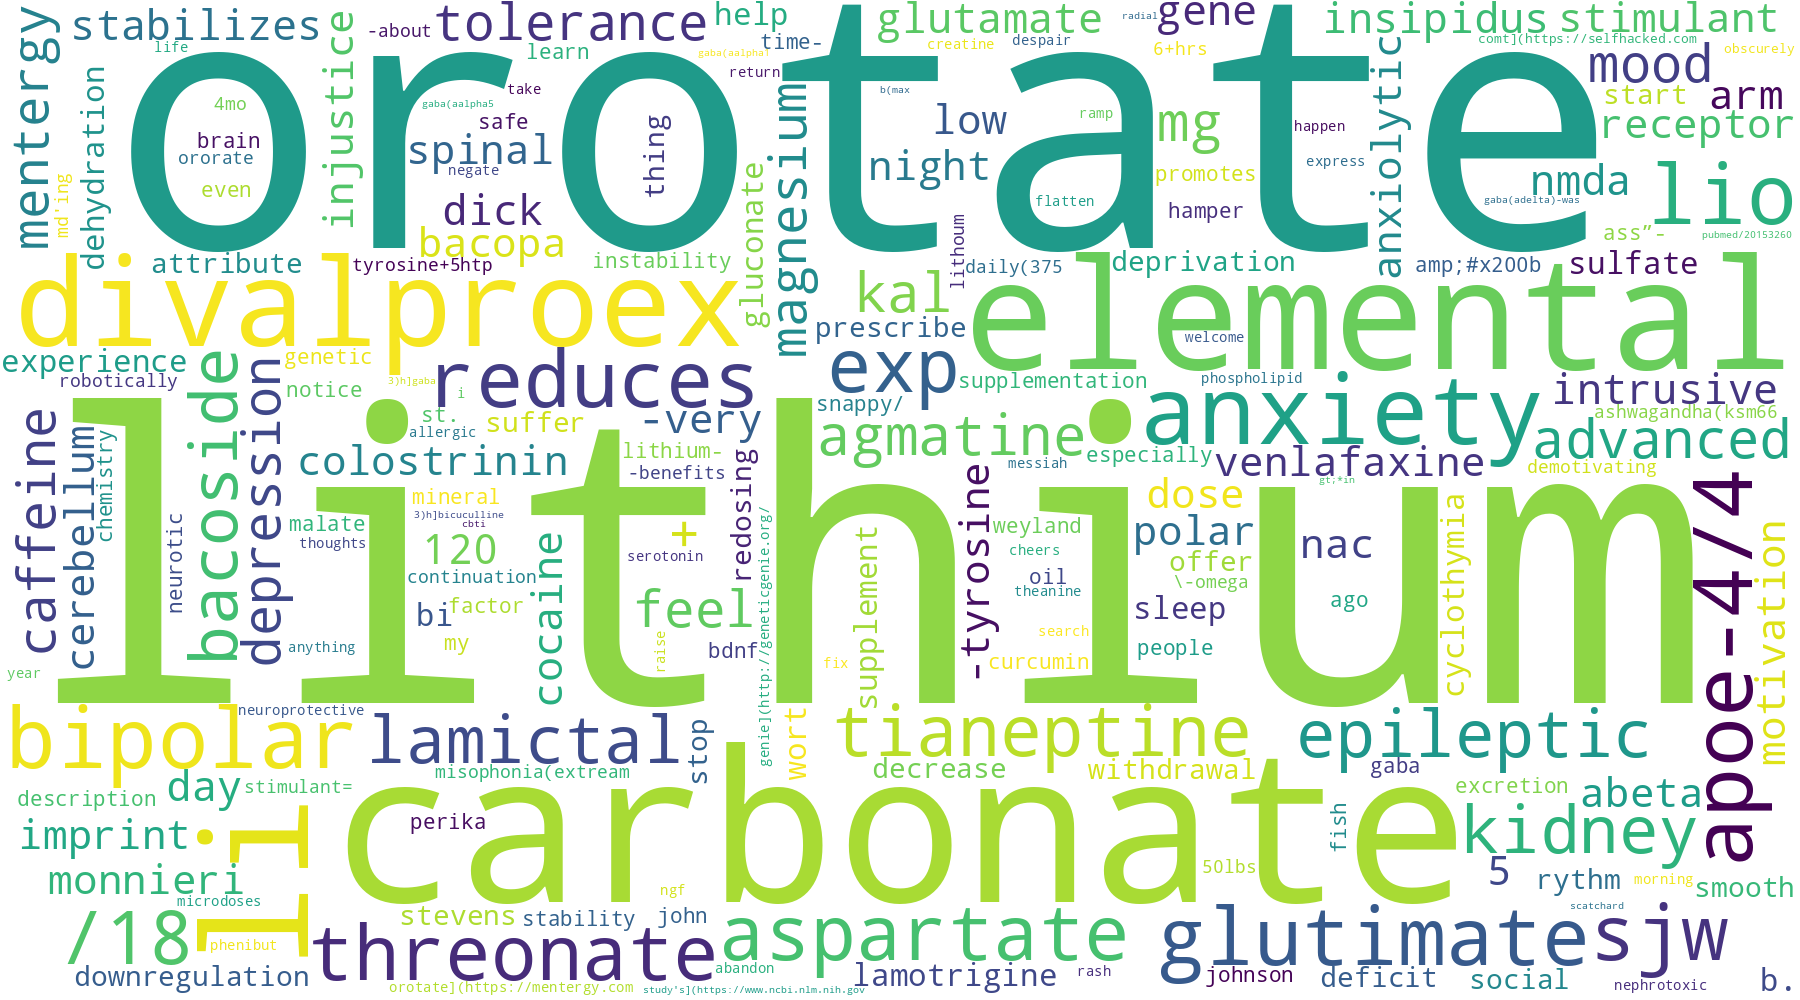 orotate
lithium
carbonate
elemental
divalproex
mentergy
stabilizes
-about
tolerance
help
glutamate
radial
gene
insipidus
stimulant
life
learn
time-
creatine
despair
6+hrs
comt](https://selfhacked.com
obscurely
gaba(aalpha1
return
mood
dehydration
injustice
take
b(max
anxiolytic
start
arm
4mo
gaba(aalpha5
safe
low
ramp
mg
happen
receptor
brain
ororate
spinal
negate
thing
magnesium
night
promotes
express
nmda
lio
md'ing
even
dick
gluconate
flatten
hamper
gaba(adelta)-was
bacopa
lithoum
ass”-
pubmed/20153260
attribute
tyrosine+5htp
instability
daily(375
deprivation
amp;#x200b
sulfate
kal
prescribe
exp
welcome
experience
genetic
reduces
robotically
notice
3)h]gaba
i
supplementation
phospholipid
anxiety
intrusive
bacoside
depression
st.
suffer
-very
snappy/
ashwagandha(ksm66
caffeine
cerebellum
chemistry
allergic
agmatine
especially
advanced
colostrinin
lithium-
-benefits
redosing
messiah
venlafaxine
demotivating
gt;*in
apoe-4/4
mineral
3)h]bicuculline
cbti
dose
neurotic
malate
thoughts
120
+
serotonin
genie](http://geneticgenie.org/
supplement
-tyrosine
weyland
cheers
polar
nac
cyclothymia
motivation
continuation
cocaine
feel
oil
theanine
offer
\-omega
bi
factor
sleep
ago
anything
my
raise
bdnf
search
people
year
fix
curcumin
neuroprotective
bipolar
lamictal
stop
wort
tianeptine
epileptic
misophonia(extream
decrease
withdrawal
gaba
description
day
stimulant=
excretion
abeta
imprint
li
perika
fish
kidney
monnieri
50lbs
5
rythm
morning
smooth
microdoses
ngf
/18
stevens
stability
john
scatchard
phenibut
threonate
aspartate
glutimate
sjw
downregulation
abandon
lamotrigine
rash
johnson
deficit
social
nephrotoxic
b.
orotate](https://mentergy.com
study's](https://www.ncbi.nlm.nih.gov